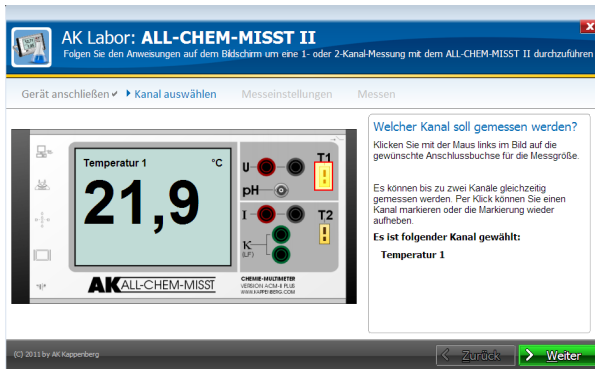 AK Labor: ALL-CHEM-MISST II
Folgen Sie den Anweisungen auf dem Bildschirm um eine 1- oder 2-Kanal-Messung mit dem ALL-CHEM-MISST II durchzuführen
Gerät anschließen Kanal auswählen Messeinstellungen Messen
Welcher Kanal soll gemessen werden?
Klicken Sie mit der Maus links im Bild auf die
gewünschte Anschlussbuchse für die Messgröße.
Es können bis zu zwei Kanäle gleichzeitig
gemessen werden. Per Klick können Sie einen
Kanal markieren oder die Markierung wieder
aufheben.
Es ist folgender Kanal gewählt:
Temperatur 1
Temperatur 1 °C
21,9
U T1
pH
I T2
K
(LF)
AK ALL-CHEM-MISST
CHEMIE-MULTIMETER
VERSION ACM-II PLUS
WWW.KAPPENBERG.COM
(C) 2011 by AK Kappenberg
Zurück Weiter